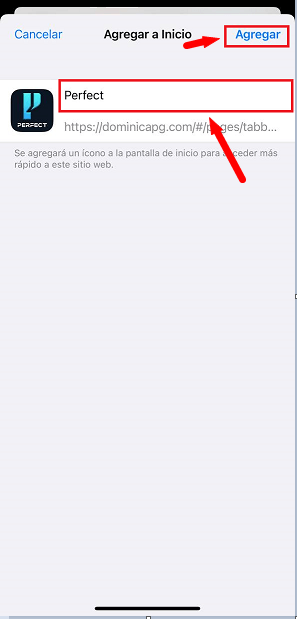 Cancelar Agregar a Inicio Agregar
Perfect
PERFECT
https://dominicapg.com/#/pages/tabb...
Se agregará un ícono a la pantalla de inicio para acceder más
rápido a este sitio web.